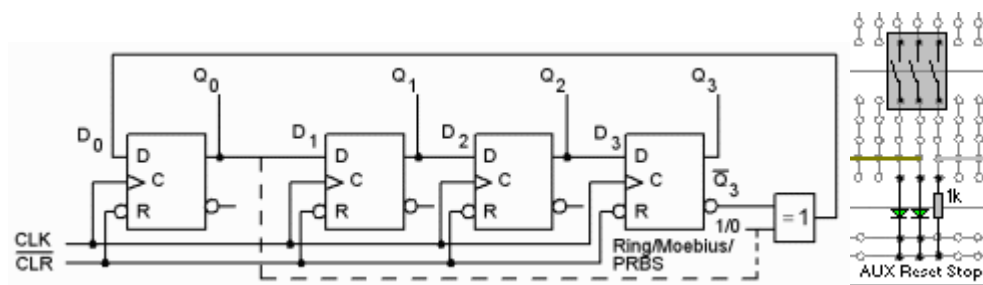 Q0
Q1
Q2
Q3
D0
D1
D2
D3
D
C
R
D
C
R
D
C
R
D
C
R
Q̅3
1/0
=1
CLK
C̅L̅R̅
Ring/Moebius/
PRBS
1k
AUX Reset Stop